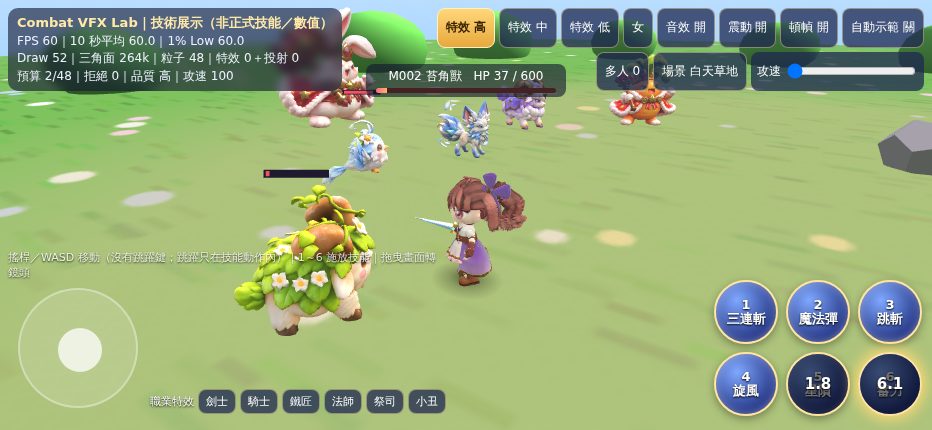 Combat VFX Lab｜技術展示（非正式技能／數值）
FPS 60｜10 秒平均 60.0｜1% Low 60.0
Draw 52｜三角面 264k｜粒子 48｜特效 0＋投射 0
預算 2/48｜拒絕 0｜品質 高｜攻速 100
特效 高
特效 中
特效 低
女
音效 開
震動 開
頓幀 開
自動示範 關
多人 0
場景 白天草地
攻速
M002 苔角獸 HP 37 / 600
搖桿／WASD 移動（沒有跳躍鍵；跳躍只在技能動作內）｜1～6 施放技能｜拖曳畫面轉
鏡頭
1
三連斬
2
魔法彈
3
跳斬
4
旋風
1.8
6.1
職業特效
劍士
騎士
鐵匠
法師
祭司
小丑